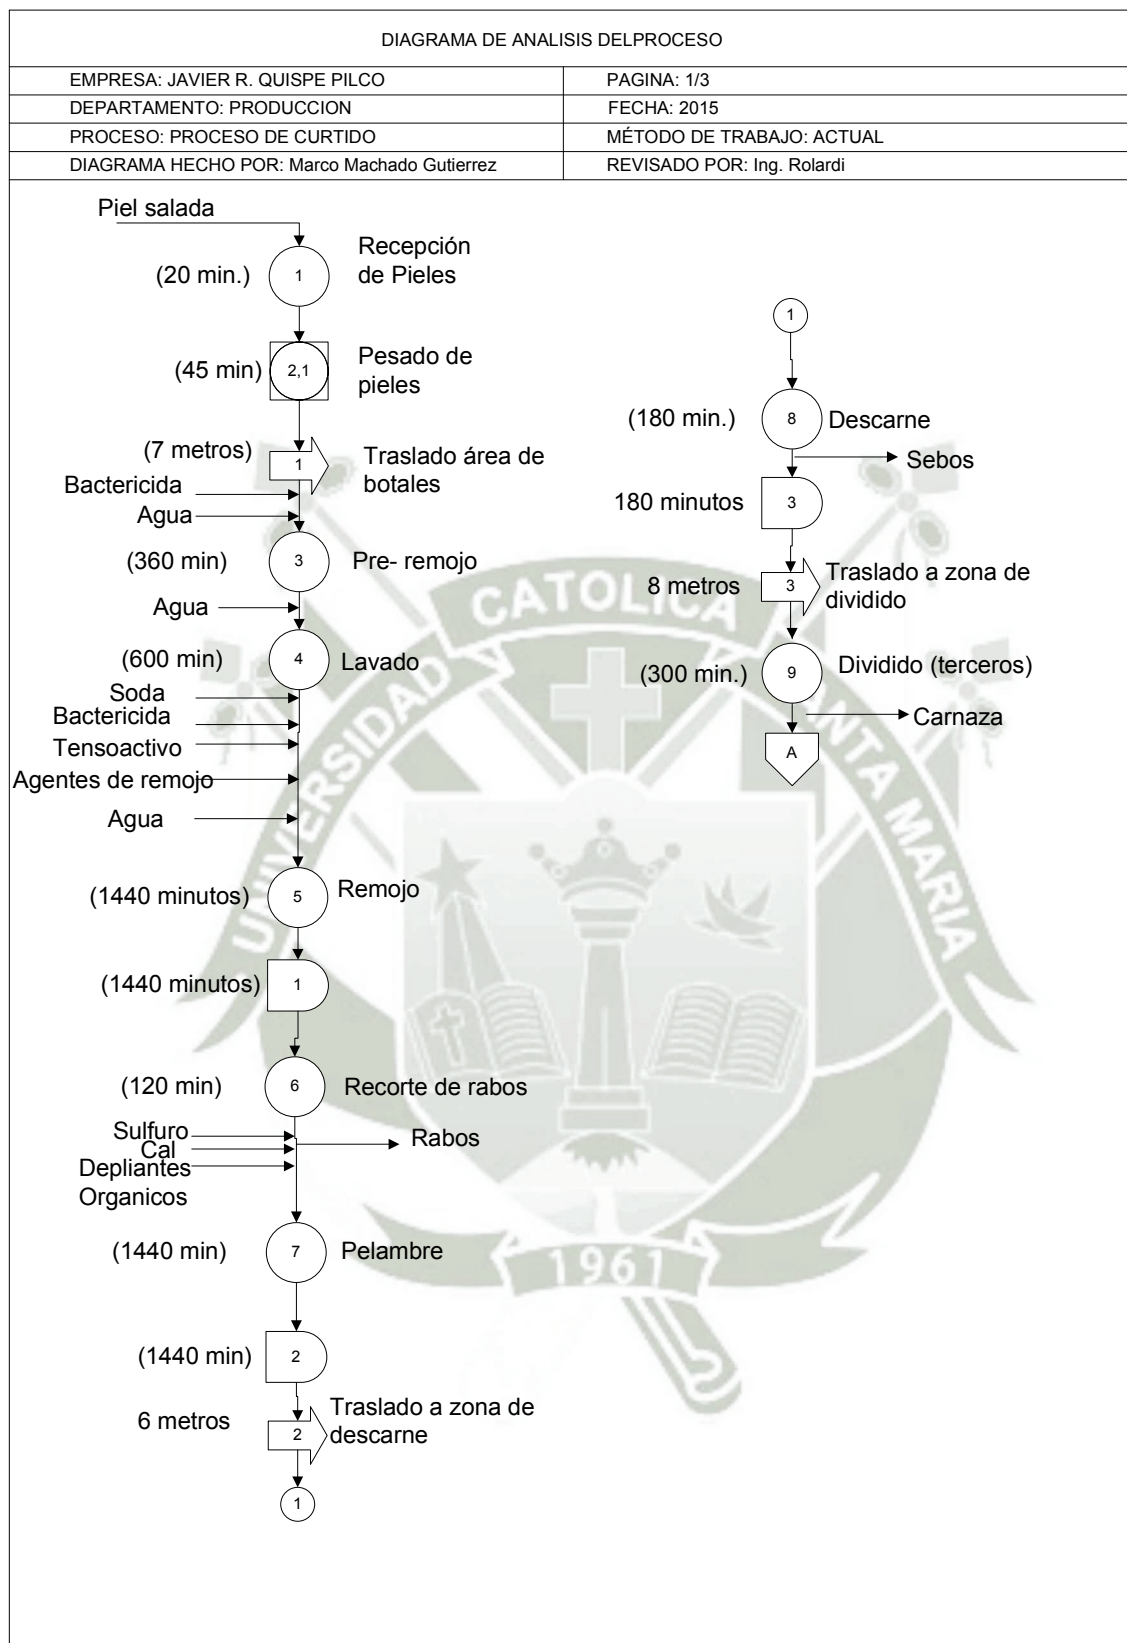 DIAGRAMA DE ANALISIS DELPROCESO
EMPRESA: JAVIER R. QUISPE PILCO
PAGINA: 1/3
DEPARTAMENTO: PRODUCCION
FECHA: 2015
PROCESO: PROCESO DE CURTIDO
MÉTODO DE TRABAJO: ACTUAL
DIAGRAMA HECHO POR: Marco Machado Gutierrez
REVISADO POR: Ing. Rolardi
Piel salada
(20 min.)
1
Recepción
de Pieles
(45 min)
2,1
Pesado de
pieles
(7 metros)
1
Traslado área de
botales
Bactericida
Agua
(360 min)
3
Pre- remojo
Agua
(600 min)
4
Lavado
Soda
Bactericida
Tensoactivo
Agentes de remojo
Agua
(1440 minutos)
5
Remojo
(1440 minutos)
1
(120 min)
6
Recorte de rabos
Sulfuro
Cal
Depliantes
Organicos
Rabos
(1440 min)
7
Pelambre
(1440 min)
2
6 metros
2
Traslado a zona de
descarne
1
1
(180 min.)
8
Descarne
Sebos
180 minutos
3
8 metros
3
Traslado a zona de
dividido
(300 min.)
9
Dividido (terceros)
Carnaza
A
UNIVERSIDAD CATOLICA SANTA MARIA
1961